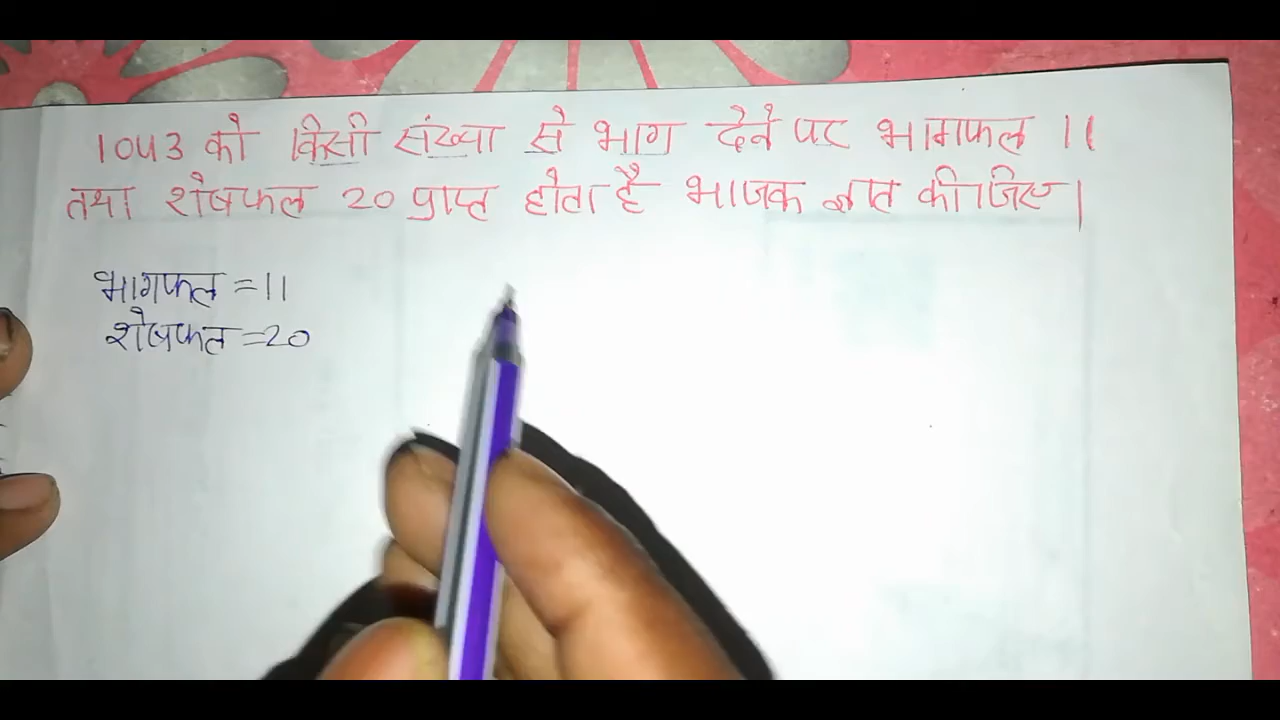 1043 को किसी संख्या से भाग देने पर भागफल 11
तथा शेषफल 20 प्राप्त होता है भाजक ज्ञात कीजिए।
भागफल = 11
शेषफल = 20